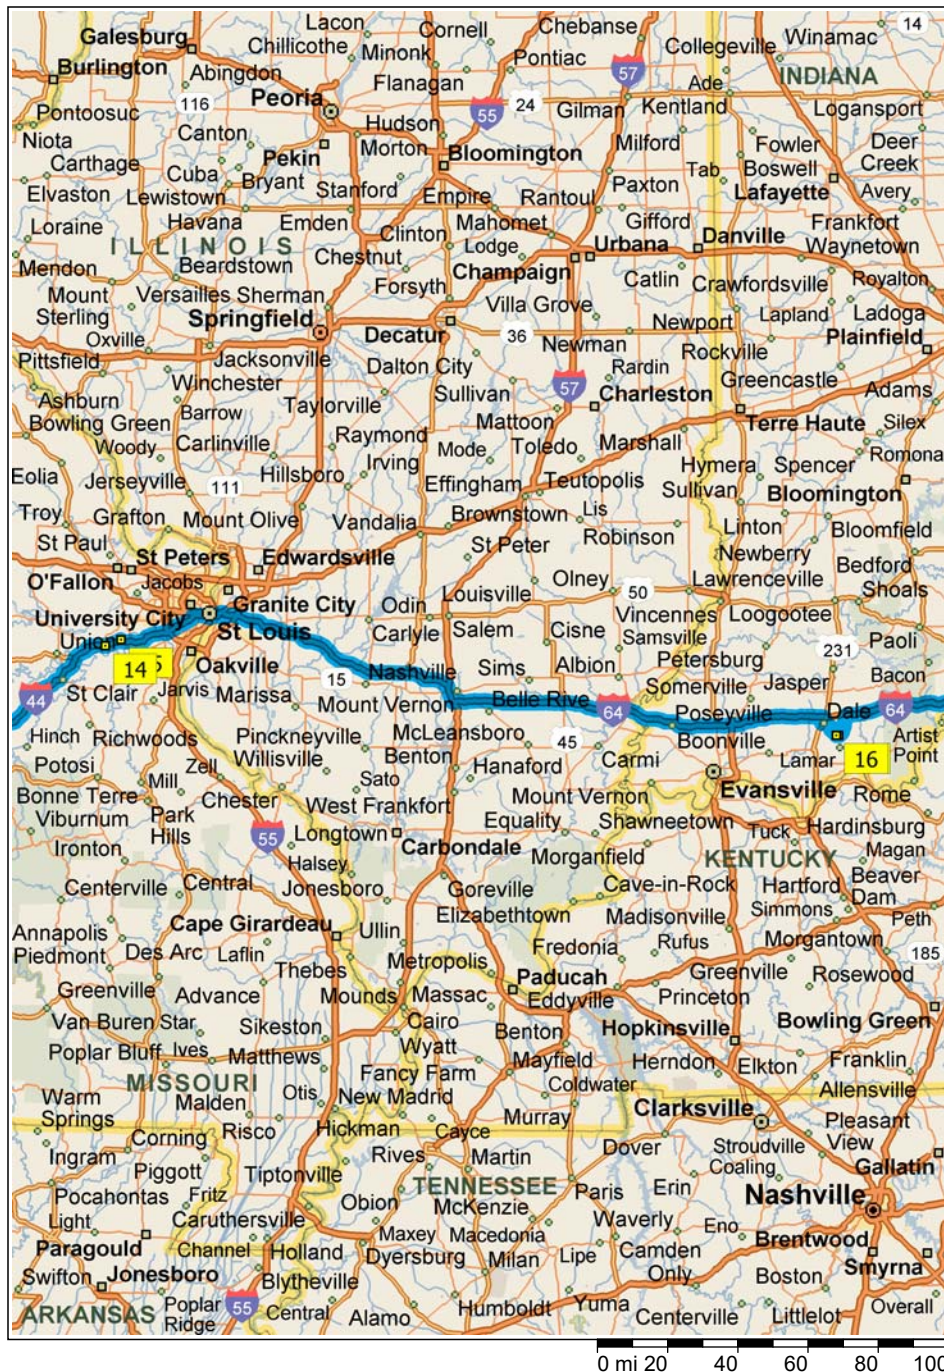 Lacon
Cornell
Chebanse
Winamac
14
Galesburg
Chillicothe
Minonk
Pontiac
57
Collegeville
Burlington
Abingdon
Flanagan
Ade
INDIANA
Pontoosuc
116
Peoria
55
24
Gilman
Kentland
Logansport
Niota
Canton
Hudson
Milford
Fowler
Deer
Creek
Carthage
Pekin
Morton
Bloomington
Boswell
Cuba
Bryant
Tab
Elvaston
Lewistown
Stanford
Empire
Rantoul
Paxton
Lafayette
Avery
Loraine
Havana
Emden
Mahomet
Gifford
Frankfort
ILLINOIS
Clinton
Lodge
Urbana
Danville
Waynetown
Mendon
Beardstown
Chestnut
Champaign
Catlin
Crawfordsville
Royalton
Mount
Sterling
Versailles
Sherman
Forsyth
Villa Grove
Lapland
Ladoga
Springfield
Decatur
36
Newport
Plainfield
Oxville
Newman
Pittsfield
Jacksonville
Dalton City
Rardin
Rockville
Winchester
57
Greencastle
Ashburn
Taylorville
Sullivan
Charleston
Adams
Bowling Green
Barrow
Mattoon
Terre Haute
Silex
Woody
Carlinville
Raymond
Mode
Toledo
Marshall
Romona
Eolia
Jerseyville
Hillsboro
Irving
Effingham
Teutopolis
Hymera
Spencer
111
Sullivan
Bloomington
Troy
Grafton
Mount Olive
Vandalia
Brownstown
Lis
Linton
Bloomfield
St Paul
St Peter
Robinson
Newberry
St Peters
Edwardsville
Bedford
O'Fallon
Jacobs
Louisville
Olney
50
Lawrenceville
Shoals
University City
Granite City
Odin
Vincennes
Loogootee
Union
St Louis
Carlyle
Salem
Cisne
Samsville
Paoli
14
5
Oakville
Nashville
Sims
Albion
Petersburg
231
Bacon
44
St Clair
Jarvis
Marissa
15
Mount Vernon
Belle Rive
64
Somerville
Jasper
Poseyville
Dale
64
Hinch
Richwoods
Pinckneyville
McLeansboro
45
Boonville
Artist
Point
Potosi
Zell
Willisville
Benton
Hanaford
Carmi
Lamar
16
Mill
Sato
Bonne Terre
Chester
West Frankfort
Mount Vernon
Evansville
Rome
Viburnum
Park
Hills
55
Longtown
Equality
Shawneetown
Tuck
Hardinsburg
Ironton
Halsey
Carbondale
Morganfield
KENTUCKY
Magan
Centerville
Central
Jonesboro
Goreville
Cave-in-Rock
Hartford
Beaver
Dam
Cape Girardeau
Elizabethtown
Madisonville
Simmons
Peth
Annapolis
Ullin
Piedmont
Des Arc
Laflin
Fredonia
Rufus
Morgantown
185
Thebes
Metropolis
Paducah
Greenville
Rosewood
Greenville
Advance
Mounds
Massac
Eddyville
Princeton
Van Buren
Star
Sikeston
Cairo
Benton
Hopkinsville
Bowling Green
Poplar Bluff
Ives
Matthews
Wyatt
Mayfield
Herndon
Elkton
Franklin
MISSOURI
Otis
Fancy Farm
Coldwater
Allensville
Warm
Springs
Malden
New Madrid
Murray
Clarksville
Pleasant
View
Corning
Risco
Hickman
Cayce
Dover
Stroudville
Ingram
Piggott
Tiptonville
Rives
Martin
Coaling
Gallatin
Pocahontas
Fritz
Obion
TENNESSEE
Paris
Erin
Nashville
Light
Caruthersville
McKenzie
Waverly
Eno
Paragould
Channel
Holland
Maxey
Macedonia
Brentwood
Dyersburg
Milan
Lipe
Camden
Smyrna
Swifton
Jonesboro
Blytheville
Only
Boston
ARKANSAS
Poplar
Ridge
55
Central
Alamo
Humboldt
Yuma
Centerville
Littlelot
Overall
0 mi 20 40 60 80 100